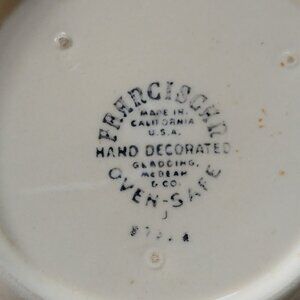 FRANCISCAN
MADE IN
CALIFORNIA
U.S.A.
HAND DECORATED
GLADDING,
McBEAN
& CO.
OVEN-SAFE
J